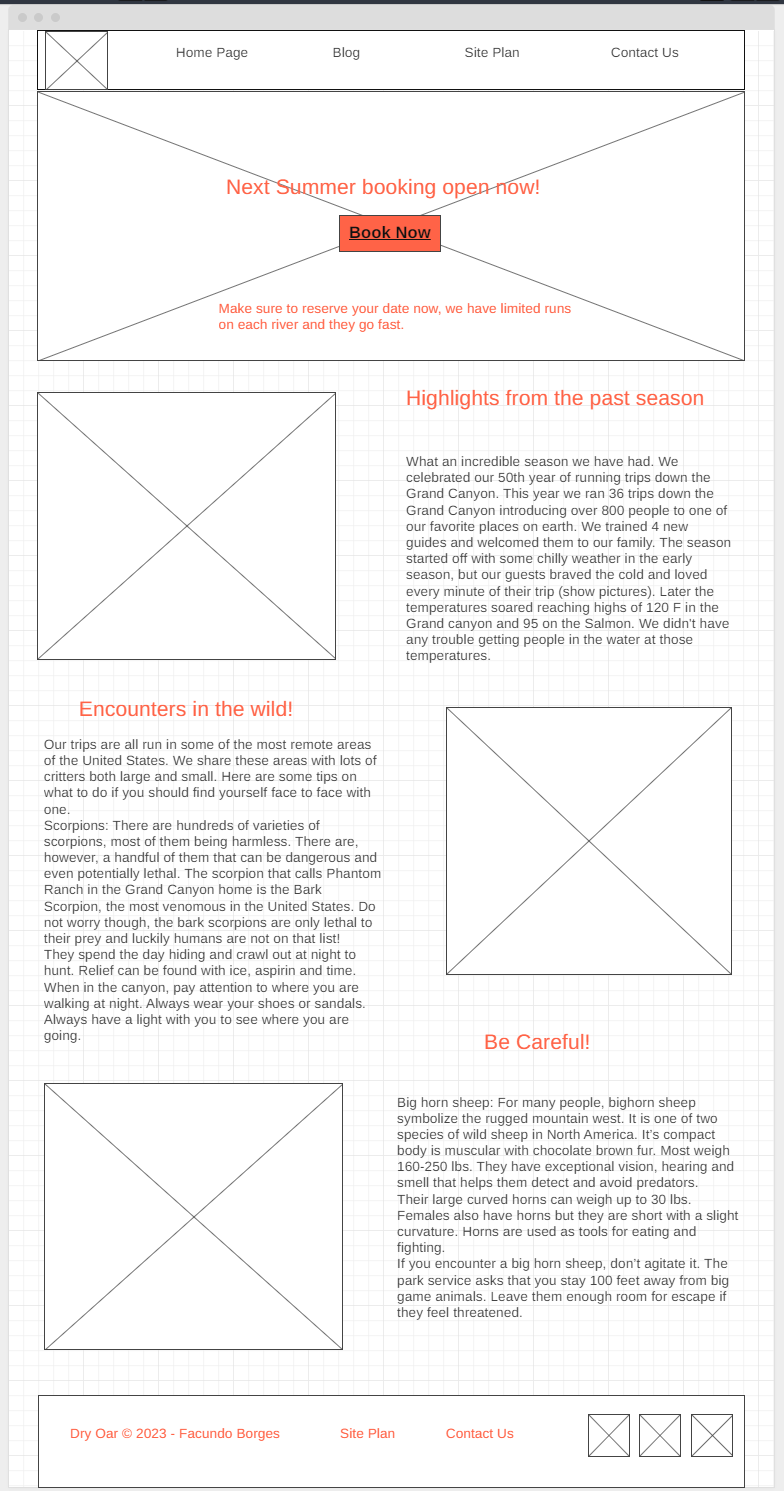 Home Page Blog Site Plan Contact Us
Next Summer booking open now!
Book Now
Make sure to reserve your date now, we have limited runs
on each river and they go fast.
Highlights from the past season
What an incredible season we have had. We
celebrated our 50th year of running trips down the
Grand Canyon. This year we ran 36 trips down the
Grand Canyon introducing over 800 people to one of
our favorite places on earth. We trained 4 new
guides and welcomed them to our family. The season
started off with some chilly weather in the early
season, but our guests braved the cold and loved
every minute of their trip (show pictures). Later the
temperatures soared reaching highs of 120 F in the
Grand canyon and 95 on the Salmon. We didn't have
any trouble getting people in the water at those
temperatures.
Encounters in the wild!
Our trips are all run in some of the most remote areas
of the United States. We share these areas with lots of
critters both large and small. Here are some tips on
what to do if you should find yourself face to face with
one.
Scorpions: There are hundreds of varieties of
scorpions, most of them being harmless. There are,
however, a handful of them that can be dangerous and
even potentially lethal. The scorpion that calls Phantom
Ranch in the Grand Canyon home is the Bark
Scorpion, the most venomous in the United States. Do
not worry though, the bark scorpions are only lethal to
their prey and luckily humans are not on that list!
They spend the day hiding and crawl out at night to
hunt. Relief can be found with ice, aspirin and time.
When in the canyon, pay attention to where you are
walking at night. Always wear your shoes or sandals.
Always have a light with you to see where you are
going.
Be Careful!
Big horn sheep: For many people, bighorn sheep
symbolize the rugged mountain west. It is one of two
species of wild sheep in North America. It's compact
body is muscular with chocolate brown fur. Most weigh
160-250 lbs. They have exceptional vision, hearing and
smell that helps them detect and avoid predators.
Their large curved horns can weigh up to 30 lbs.
Females also have horns but they are short with a slight
curvature. Horns are used as tools for eating and
fighting.
If you encounter a big horn sheep, don't agitate it. The
park service asks that you stay 100 feet away from big
game animals. Leave them enough room for escape if
they feel threatened.
Dry Oar © 2023 - Facundo Borges Site Plan Contact Us